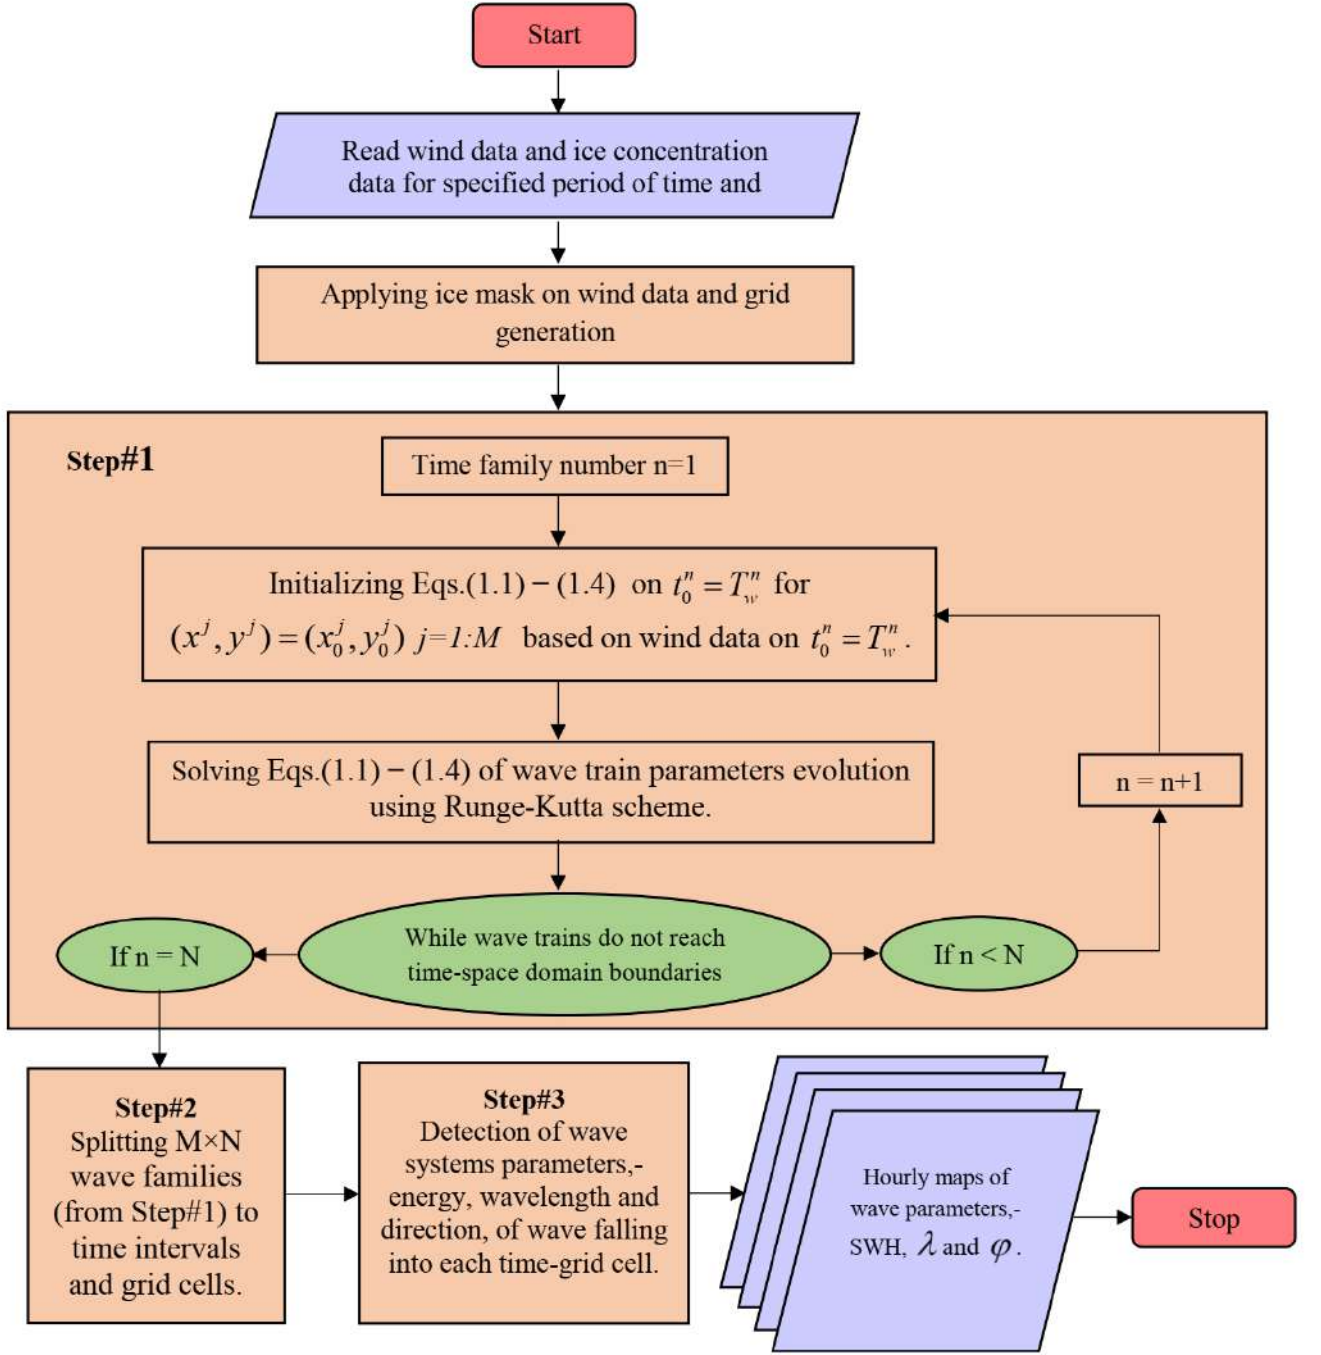 Start
Read wind data and ice concentration
data for specified period of time and
Applying ice mask on wind data and grid
generation
Step#1
Time family number n=1
Initializing Eqs.(1.1) − (1.4) on t₀ⁿ = T_wⁿ for
(xʲ, yʲ) = (x₀ʲ, y₀ʲ) j=1:M based on wind data on t₀ⁿ = T_wⁿ .
Solving Eqs.(1.1) − (1.4) of wave train parameters evolution
using Runge-Kutta scheme.
n = n+1
If n = N
While wave trains do not reach
time-space domain boundaries
If n < N
Step#2
Splitting M×N
wave families
(from Step#1) to
time intervals
and grid cells.
Step#3
Detection of wave
systems parameters,-
energy, wavelength and
direction, of wave falling
into each time-grid cell.
Hourly maps of
wave parameters,-
SWH, λ and φ .
Stop